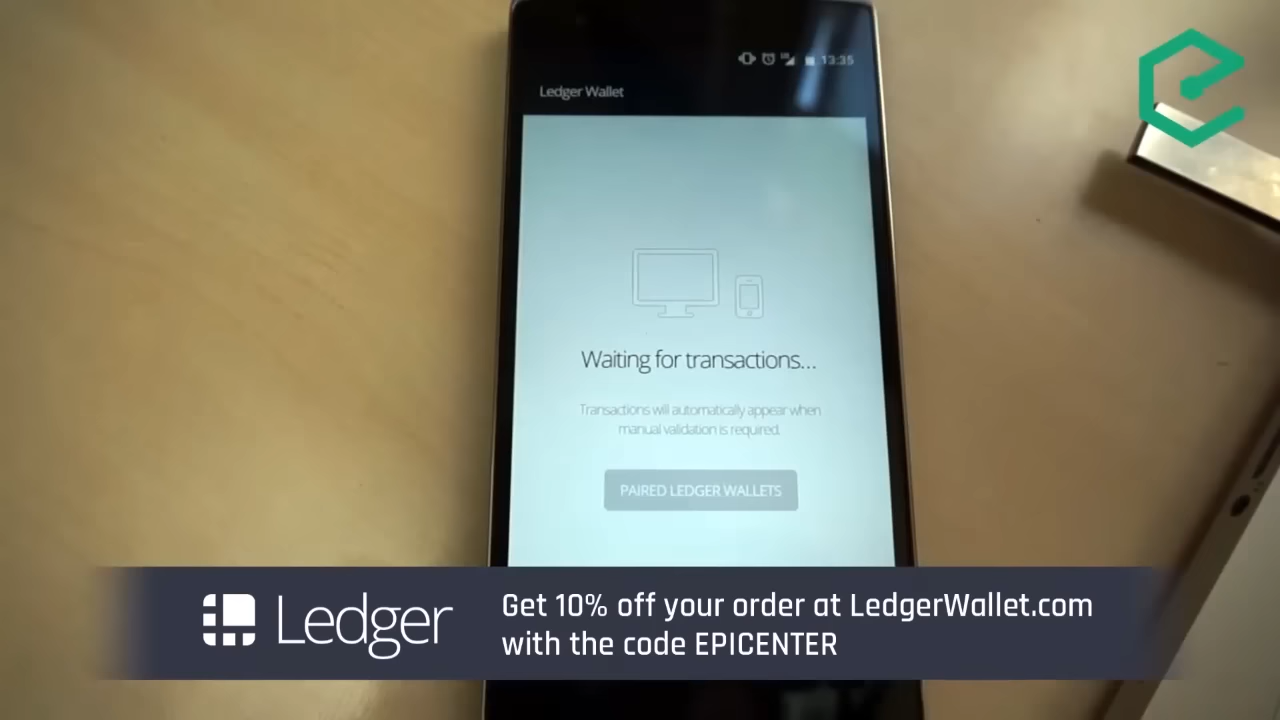 13:35
Ledger Wallet
Waiting for transactions...
Transactions will automatically appear when
manual validation is required.
PAIRED LEDGER WALLETS
Ledger
Get 10% off your order at LedgerWallet.com
with the code EPICENTER